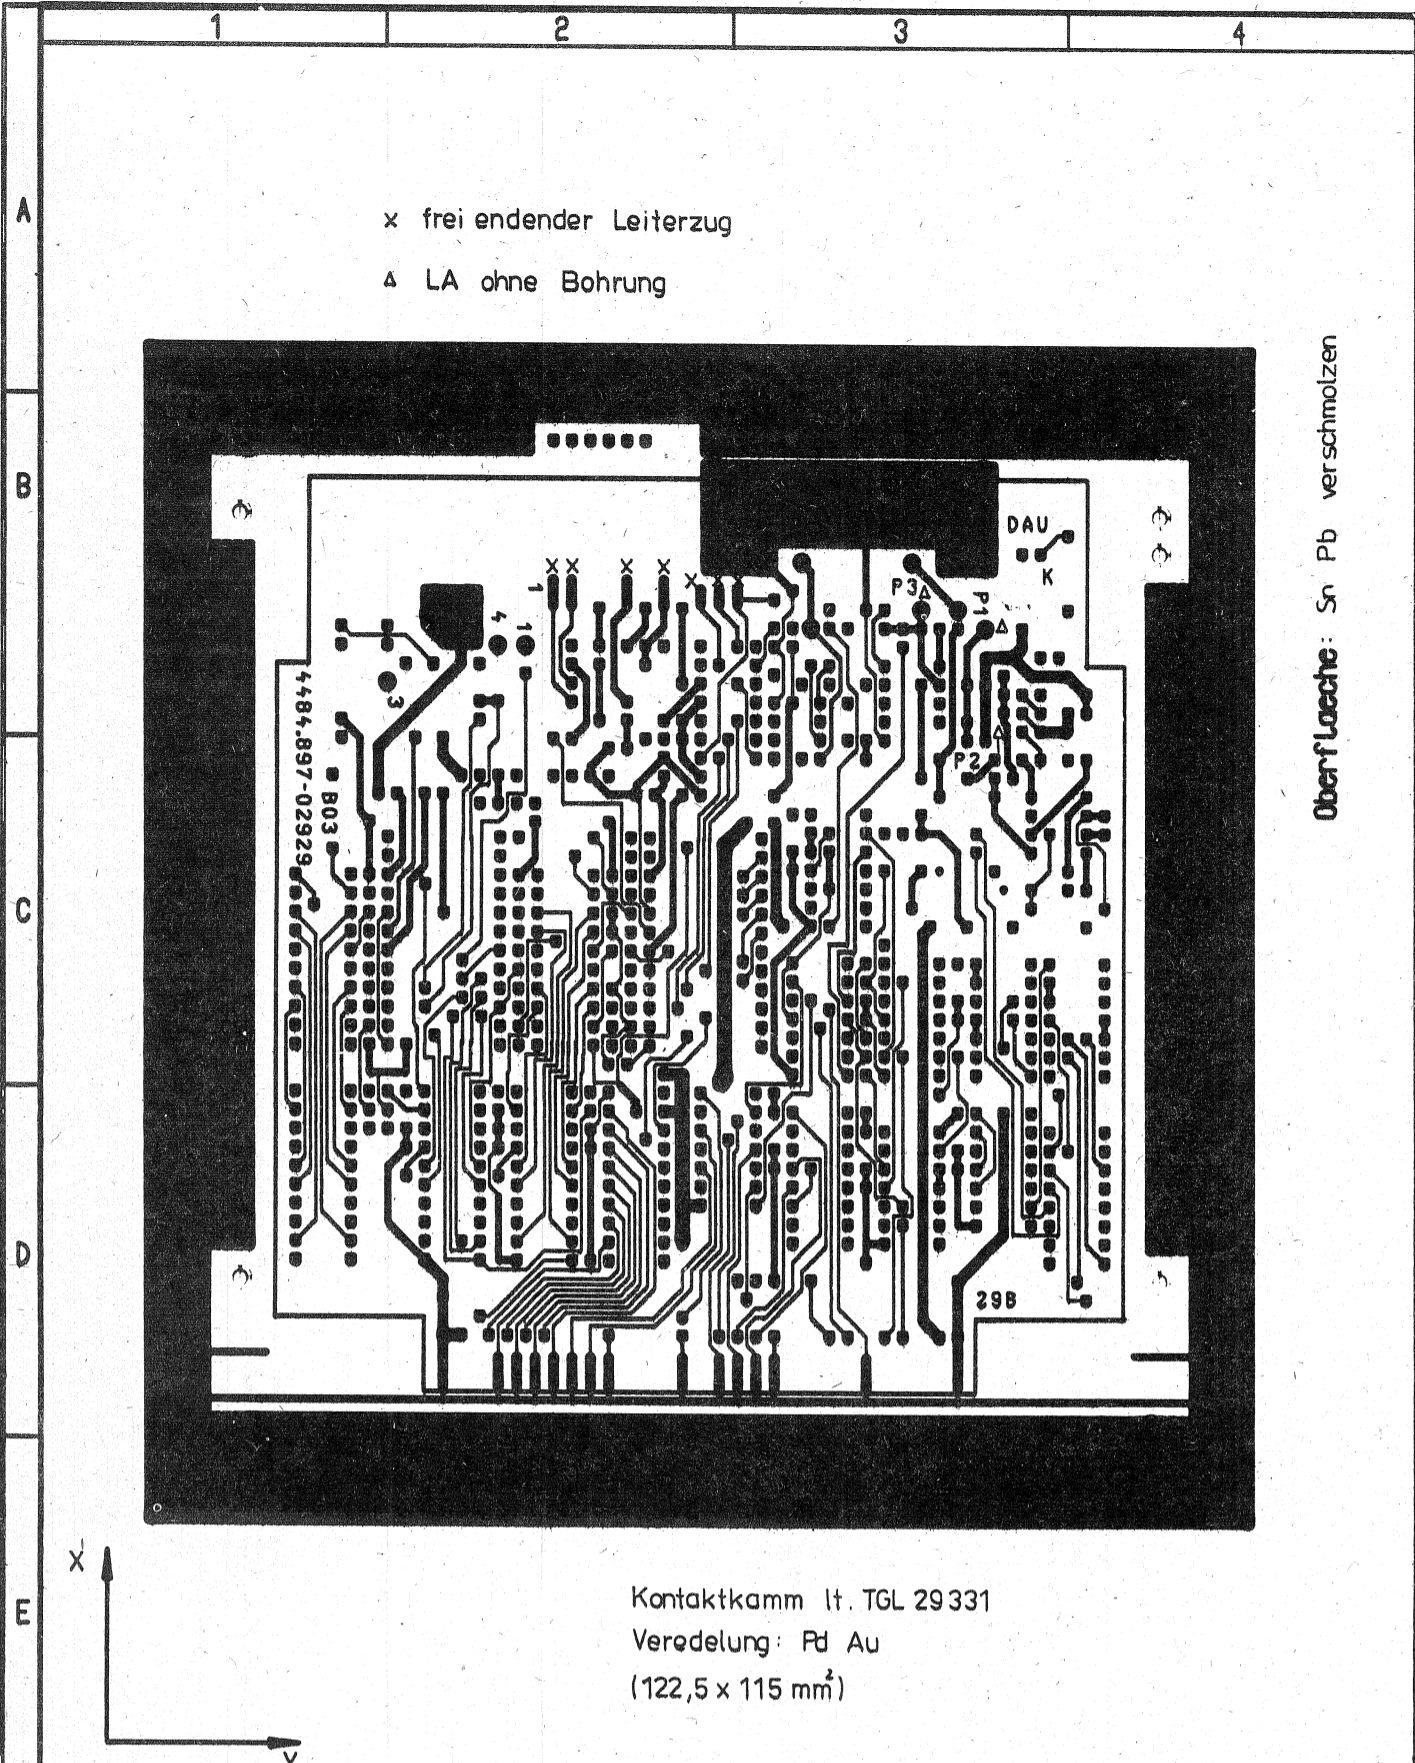 1 2 3 4
A
x frei endender Leiterzug
Δ LA ohne Bohrung
B
Oberflaeche: Sn Pb verschmolzen
DAU
K
x x x x x
1
P3 Δ
P1
Δ
4
1
3
4484.897-02929
B03
P2
Δ
C
D
29B
X
E
Kontaktkamm lt. TGL 29331
Veredelung: Pd Au
(122,5 x 115 mm²)